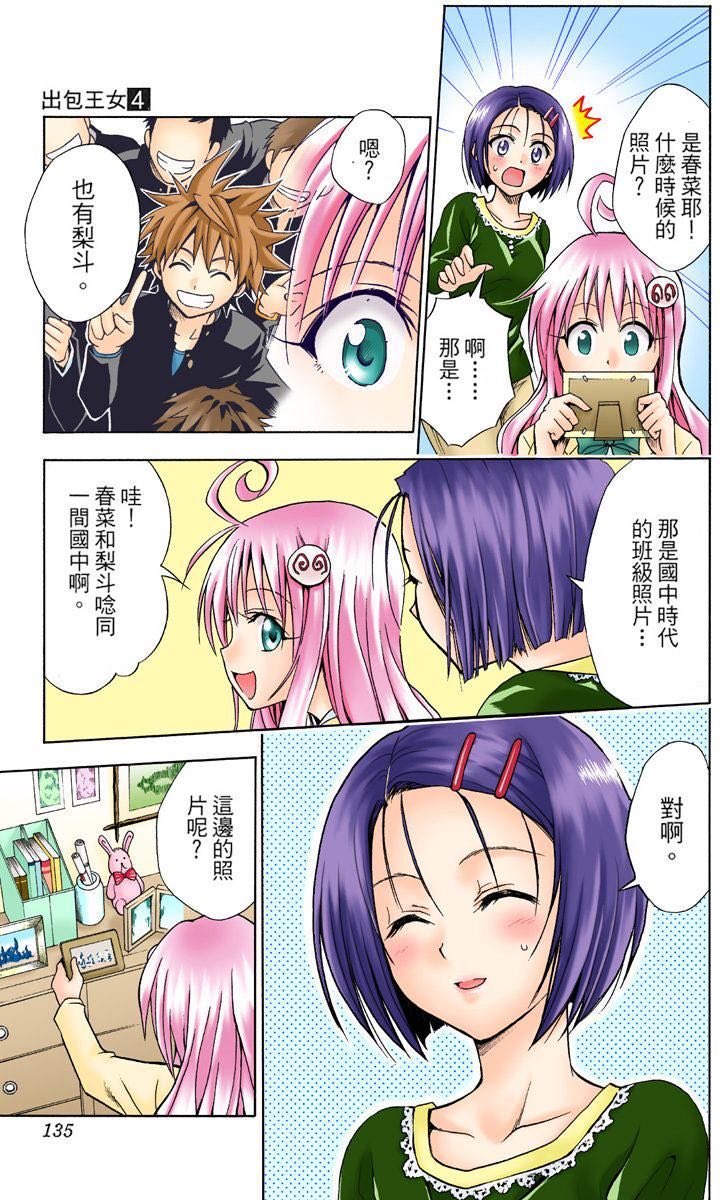 出包王女4
是春菜耶！
什麼時候的
照片？
啊……
那是…
嗯？
也有梨斗。
那是國中時代
的班級照片…
哇！
春菜和梨斗唸同
一間國中啊。
對啊。
這邊的照
片呢？
135